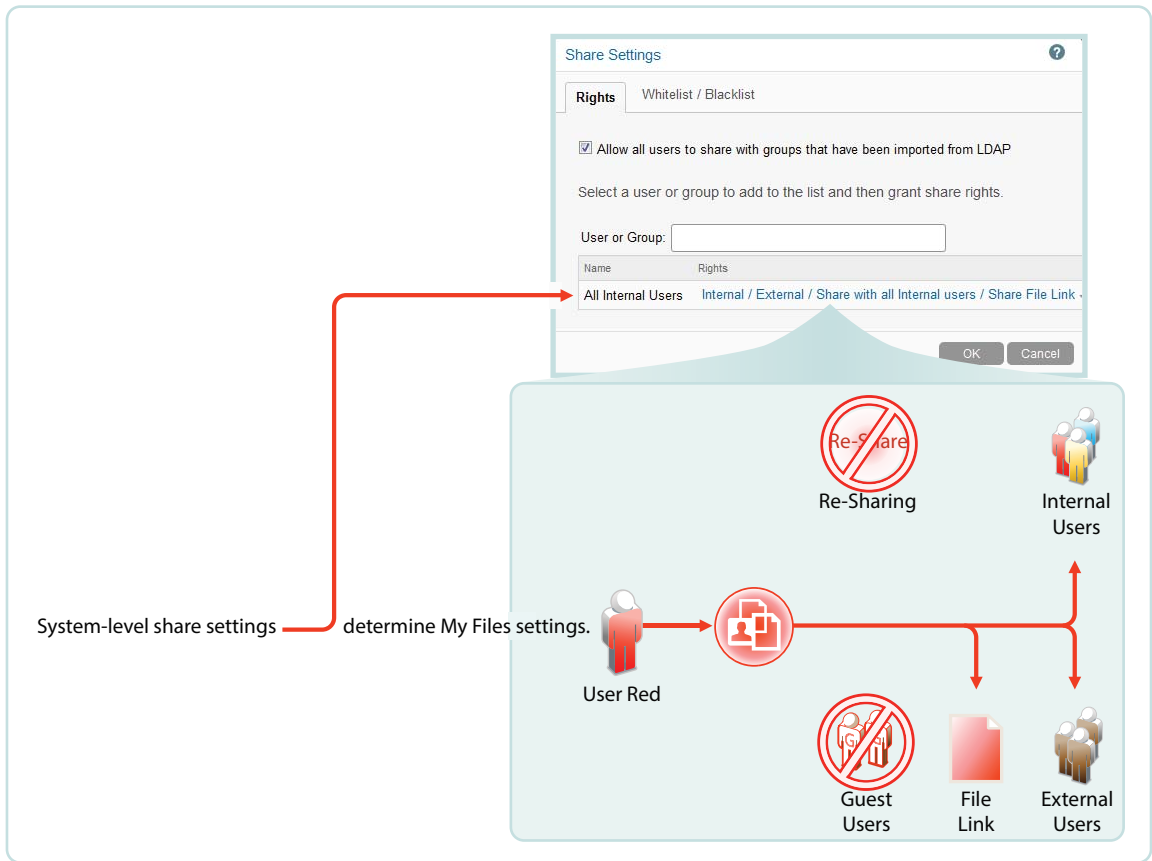 Share Settings
?
Rights
Whitelist / Blacklist
Allow all users to share with groups that have been imported from LDAP
Select a user or group to add to the list and then grant share rights.
User or Group:
Name Rights
All Internal Users Internal / External / Share with all Internal users / Share File Link
OK Cancel
Re-Share
Re-Sharing
Internal
Users
System-level share settings determine My Files settings.
User Red
G G
Guest
Users
File
Link
External
Users